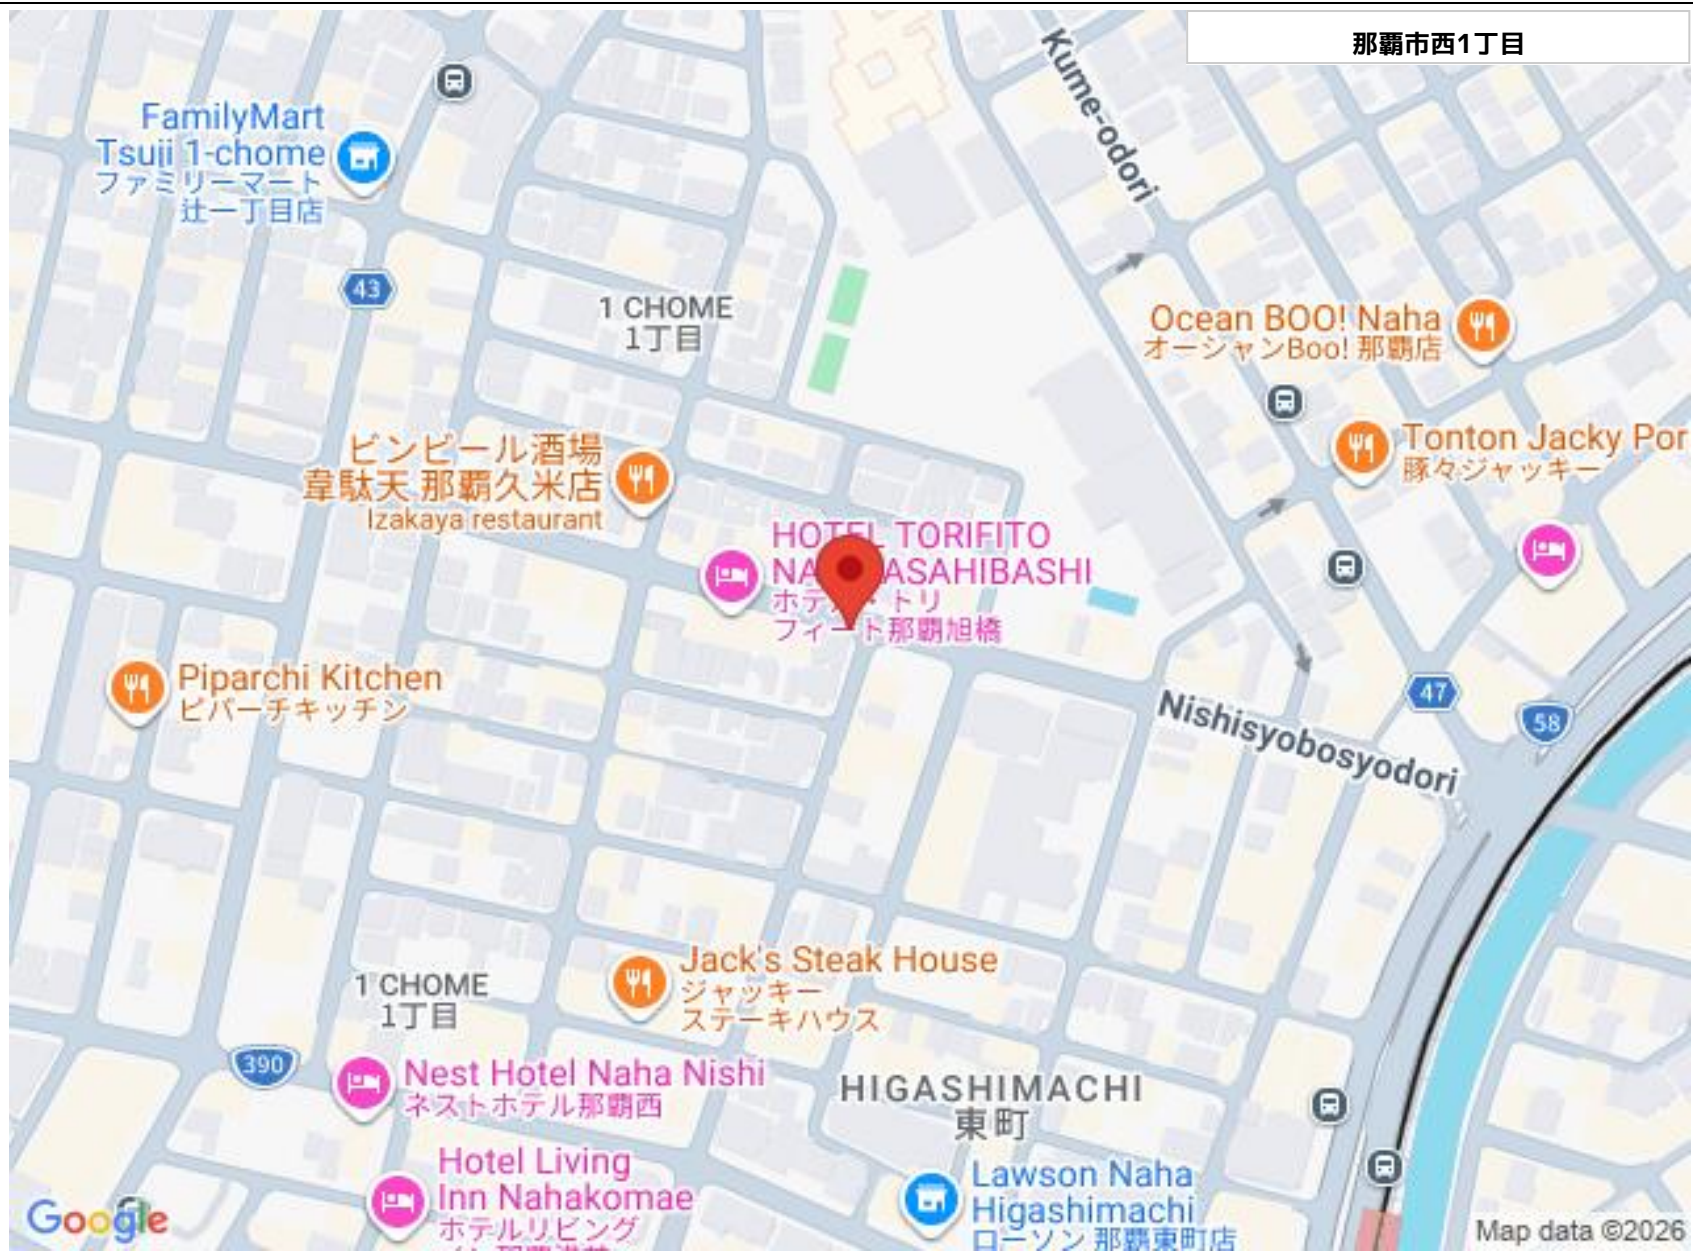 那覇市西1丁目
Kume-odori
FamilyMart
Tsuji 1-chome
ファミリーマート
辻一丁目店
43
1 CHOME
1丁目
Ocean BOO! Naha
オーシャンBoo! 那覇店
Tonton Jacky Por
豚々ジャッキー
ビンビール酒場
韋駄天 那覇久米店
Izakaya restaurant
HOTEL TORIFITO
ASAHIBASHI
トリ
フィ
ト那覇旭橋
Piparchi Kitchen
ピパーチキッチン
47
58
Nishisyobosyodori
Jack's Steak House
ジャッキー
ステーキハウス
1 CHOME
1丁目
390
Nest Hotel Naha Nishi
ネストホテル那覇西
HIGASHIMACHI
東町
Hotel Living
Inn Nahakomae
ホテルリビング
Lawson Naha
Higashimachi
ローソン 那覇東町店
Google
Map data ©2026